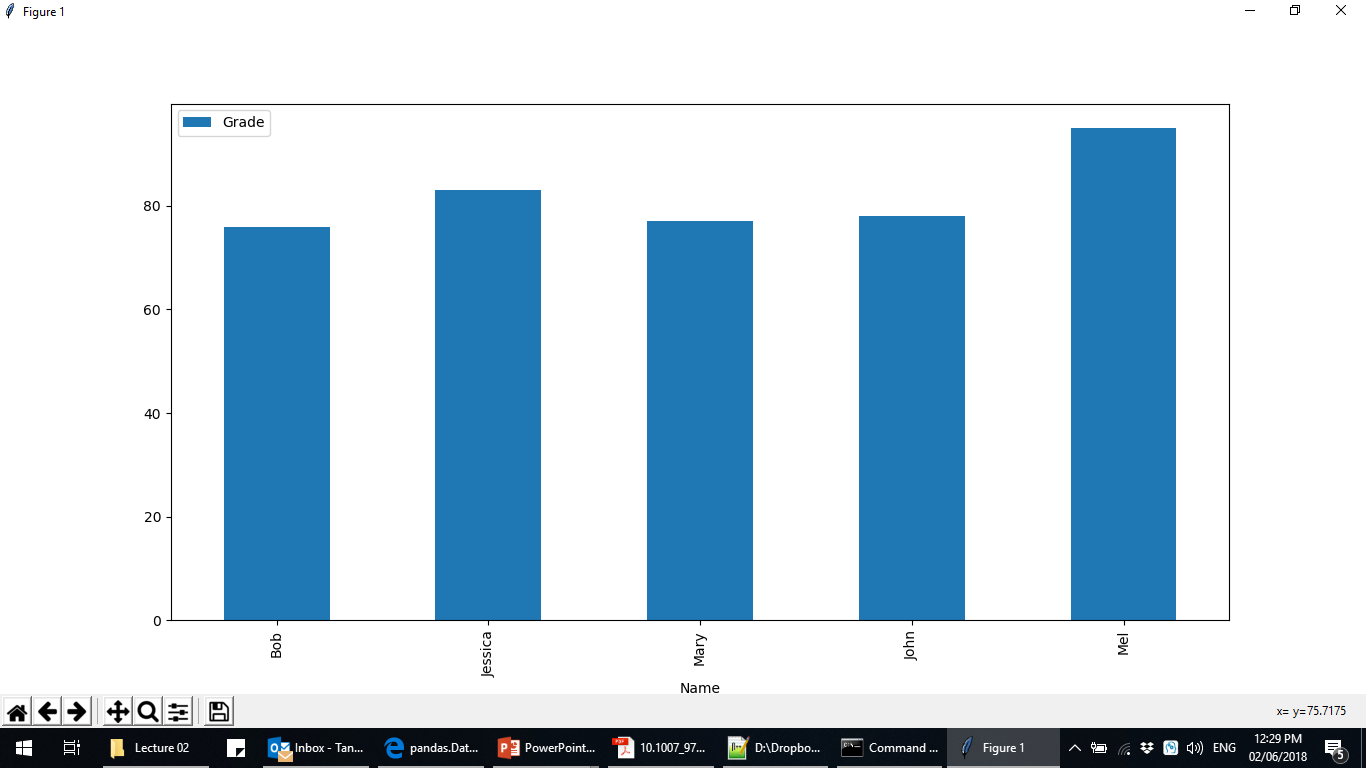 Figure 1
Grade
80
60
40
20
0
Bob
Jessica
Mary
John
Mel
Name
x= y=75.7175
Lecture 02
Inbox - Tan...
pandas.Dat...
PowerPoint...
10.1007_97...
D:\Dropbo...
Command ...
Figure 1
ENG
12:29 PM
02/06/2018
5